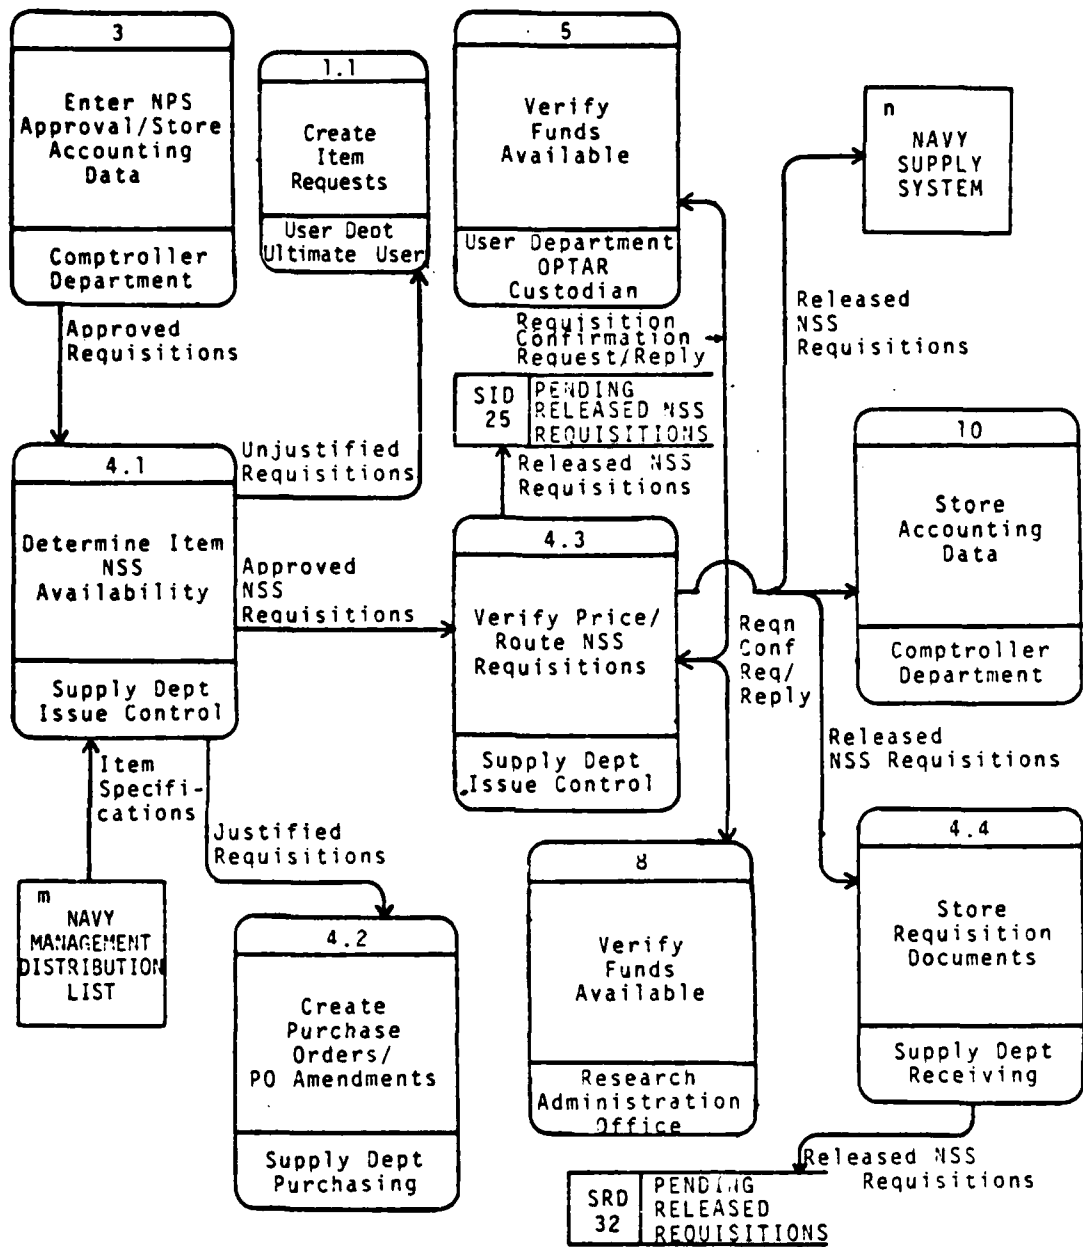 3
Enter NPS
Approval/Store
Accounting
Data
Comptroller
Department
1.1
Create
Item
Requests
User Dept
Ultimate User
5
Verify
Funds
Available
User Department
OPTAR
Custodian
n
NAVY
SUPPLY
SYSTEM
Approved
Requisitions
Requisition
Confirmation
Request/Reply
Released
NSS
Requisitions
SID
25
PENDING
RELEASED NSS
REQUISITIONS
Released NSS
Requisitions
4.1
Determine Item
NSS
Availability
Supply Dept
Issue Control
Unjustified
Requisitions
Approved
NSS
Requisitions
4.3
Verify Price/
Route NSS
Requisitions
Supply Dept
Issue Control
10
Store
Accounting
Data
Comptroller
Department
Reqn
Conf
Req/
Reply
Released
NSS Requisitions
Item
Specifi-
cations
Justified
Requisitions
m
NAVY
MANAGEMENT
DISTRIBUTION
LIST
4.2
Create
Purchase
Orders/
PO Amendments
Supply Dept
Purchasing
8
Verify
Funds
Available
Research
Administration
Office
4.4
Store
Requisition
Documents
Supply Dept
Receiving
Released NSS
Requisitions
SRD
32
PENDING
RELEASED
REQUISITIONS